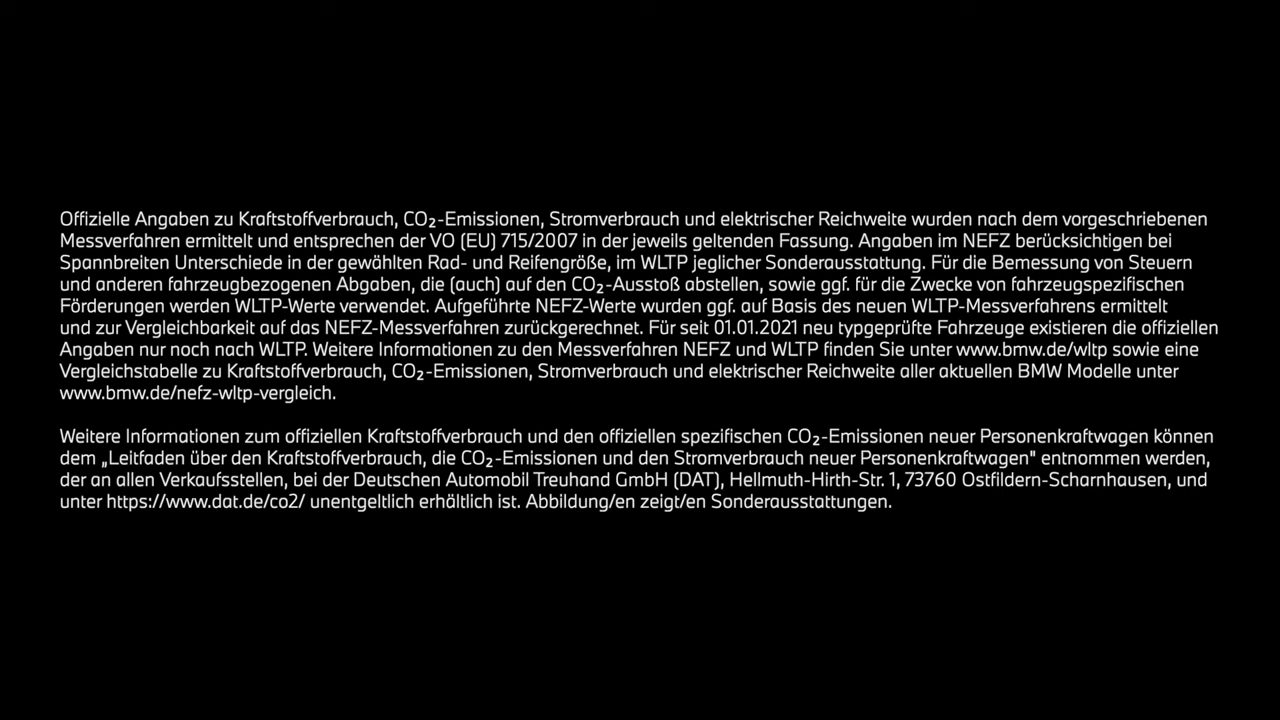 Offizielle Angaben zu Kraftstoffverbrauch, CO₂-Emissionen, Stromverbrauch und elektrischer Reichweite wurden nach dem vorgeschriebenen
Messverfahren ermittelt und entsprechen der VO (EU) 715/2007 in der jeweils geltenden Fassung. Angaben im NEFZ berücksichtigen bei
Spannbreiten Unterschiede in der gewählten Rad- und Reifengröße, im WLTP jeglicher Sonderausstattung. Für die Bemessung von Steuern
und anderen fahrzeugbezogenen Abgaben, die (auch) auf den CO₂-Ausstoß abstellen, sowie ggf. für die Zwecke von fahrzeugspezifischen
Förderungen werden WLTP-Werte verwendet. Aufgeführte NEFZ-Werte wurden ggf. auf Basis des neuen WLTP-Messverfahrens ermittelt
und zur Vergleichbarkeit auf das NEFZ-Messverfahren zurückgerechnet. Für seit 01.01.2021 neu typgeprüfte Fahrzeuge existieren die offiziellen
Angaben nur noch nach WLTP. Weitere Informationen zu den Messverfahren NEFZ und WLTP finden Sie unter www.bmw.de/wltp sowie eine
Vergleichstabelle zu Kraftstoffverbrauch, CO₂-Emissionen, Stromverbrauch und elektrischer Reichweite aller aktuellen BMW Modelle unter
www.bmw.de/nefz-wltp-vergleich.
Weitere Informationen zum offiziellen Kraftstoffverbrauch und den offiziellen spezifischen CO₂-Emissionen neuer Personenkraftwagen können
dem „Leitfaden über den Kraftstoffverbrauch, die CO₂-Emissionen und den Stromverbrauch neuer Personenkraftwagen" entnommen werden,
der an allen Verkaufsstellen, bei der Deutschen Automobil Treuhand GmbH (DAT), Hellmuth-Hirth-Str. 1, 73760 Ostfildern-Scharnhausen, und
unter https://www.dat.de/co2/ unentgeltlich erhältlich ist. Abbildung/en zeigt/en Sonderausstattungen.